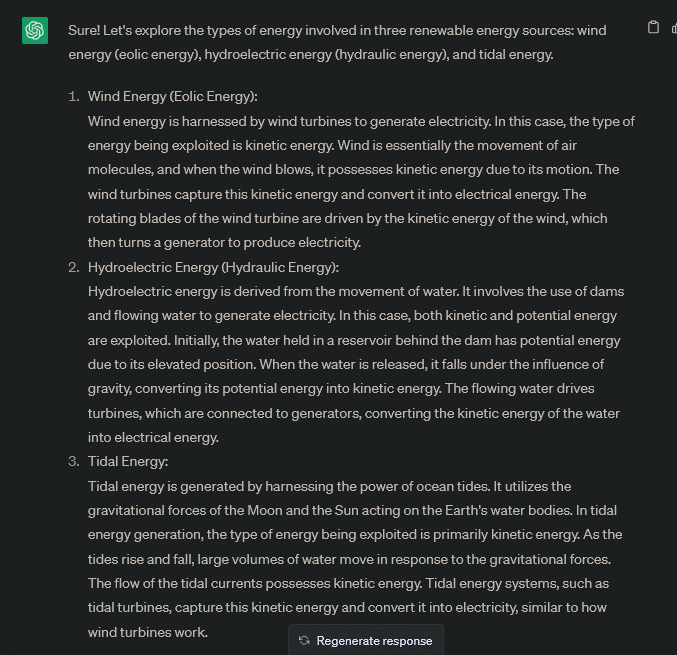 Sure! Let's explore the types of energy involved in three renewable energy sources: wind
energy (eolic energy), hydroelectric energy (hydraulic energy), and tidal energy.
1. Wind Energy (Eolic Energy):
Wind energy is harnessed by wind turbines to generate electricity. In this case, the type of
energy being exploited is kinetic energy. Wind is essentially the movement of air
molecules, and when the wind blows, it possesses kinetic energy due to its motion. The
wind turbines capture this kinetic energy and convert it into electrical energy. The
rotating blades of the wind turbine are driven by the kinetic energy of the wind, which
then turns a generator to produce electricity.
2. Hydroelectric Energy (Hydraulic Energy):
Hydroelectric energy is derived from the movement of water. It involves the use of dams
and flowing water to generate electricity. In this case, both kinetic and potential energy
are exploited. Initially, the water held in a reservoir behind the dam has potential energy
due to its elevated position. When the water is released, it falls under the influence of
gravity, converting its potential energy into kinetic energy. The flowing water drives
turbines, which are connected to generators, converting the kinetic energy of the water
into electrical energy.
3. Tidal Energy:
Tidal energy is generated by harnessing the power of ocean tides. It utilizes the
gravitational forces of the Moon and the Sun acting on the Earth's water bodies. In tidal
energy generation, the type of energy being exploited is primarily kinetic energy. As the
tides rise and fall, large volumes of water move in response to the gravitational forces.
The flow of the tidal currents possesses kinetic energy. Tidal energy systems, such as
tidal turbines, capture this kinetic energy and convert it into electricity, similar to how
wind turbines work.
Regenerate response